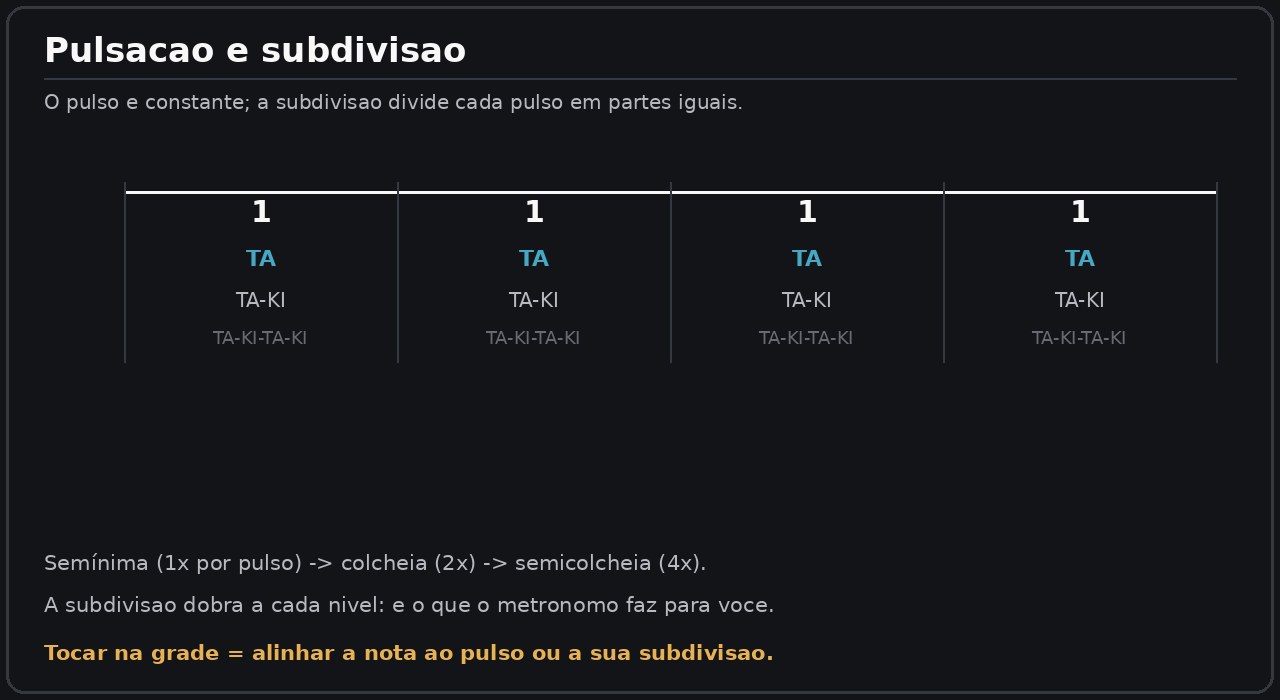 Pulsacao e subdivisao
O pulso e constante; a subdivisao divide cada pulso em partes iguais.
1 1 1 1
TA TA TA TA
TA-KI TA-KI TA-KI TA-KI
TA-KI-TA-KI TA-KI-TA-KI TA-KI-TA-KI TA-KI-TA-KI
Semínima (1x por pulso) -> colcheia (2x) -> semicolcheia (4x).
A subdivisao dobra a cada nivel: e o que o metronomo faz para voce.
Tocar na grade = alinhar a nota ao pulso ou a sua subdivisao.